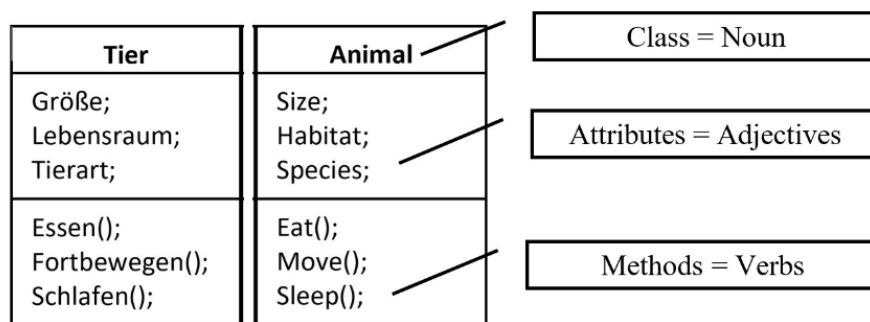 Tier
Größe;
Lebensraum;
Tierart;
Essen();
Fortbewegen();
Schlafen();
Animal
Size;
Habitat;
Species;
Eat();
Move();
Sleep();
Class = Noun
Attributes = Adjectives
Methods = Verbs